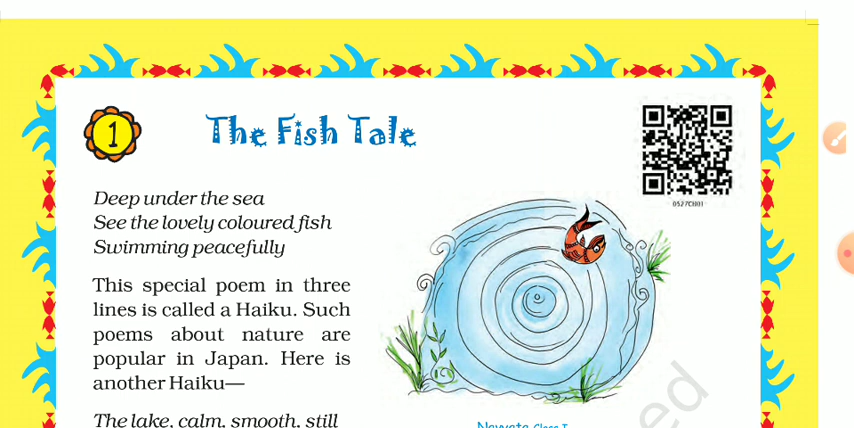 1
The Fish Tale
0527CH01
Deep under the sea
See the lovely coloured fish
Swimming peacefully
This special poem in three
lines is called a Haiku. Such
poems about nature are
popular in Japan. Here is
another Haiku—
The lake, calm, smooth, still
Class I